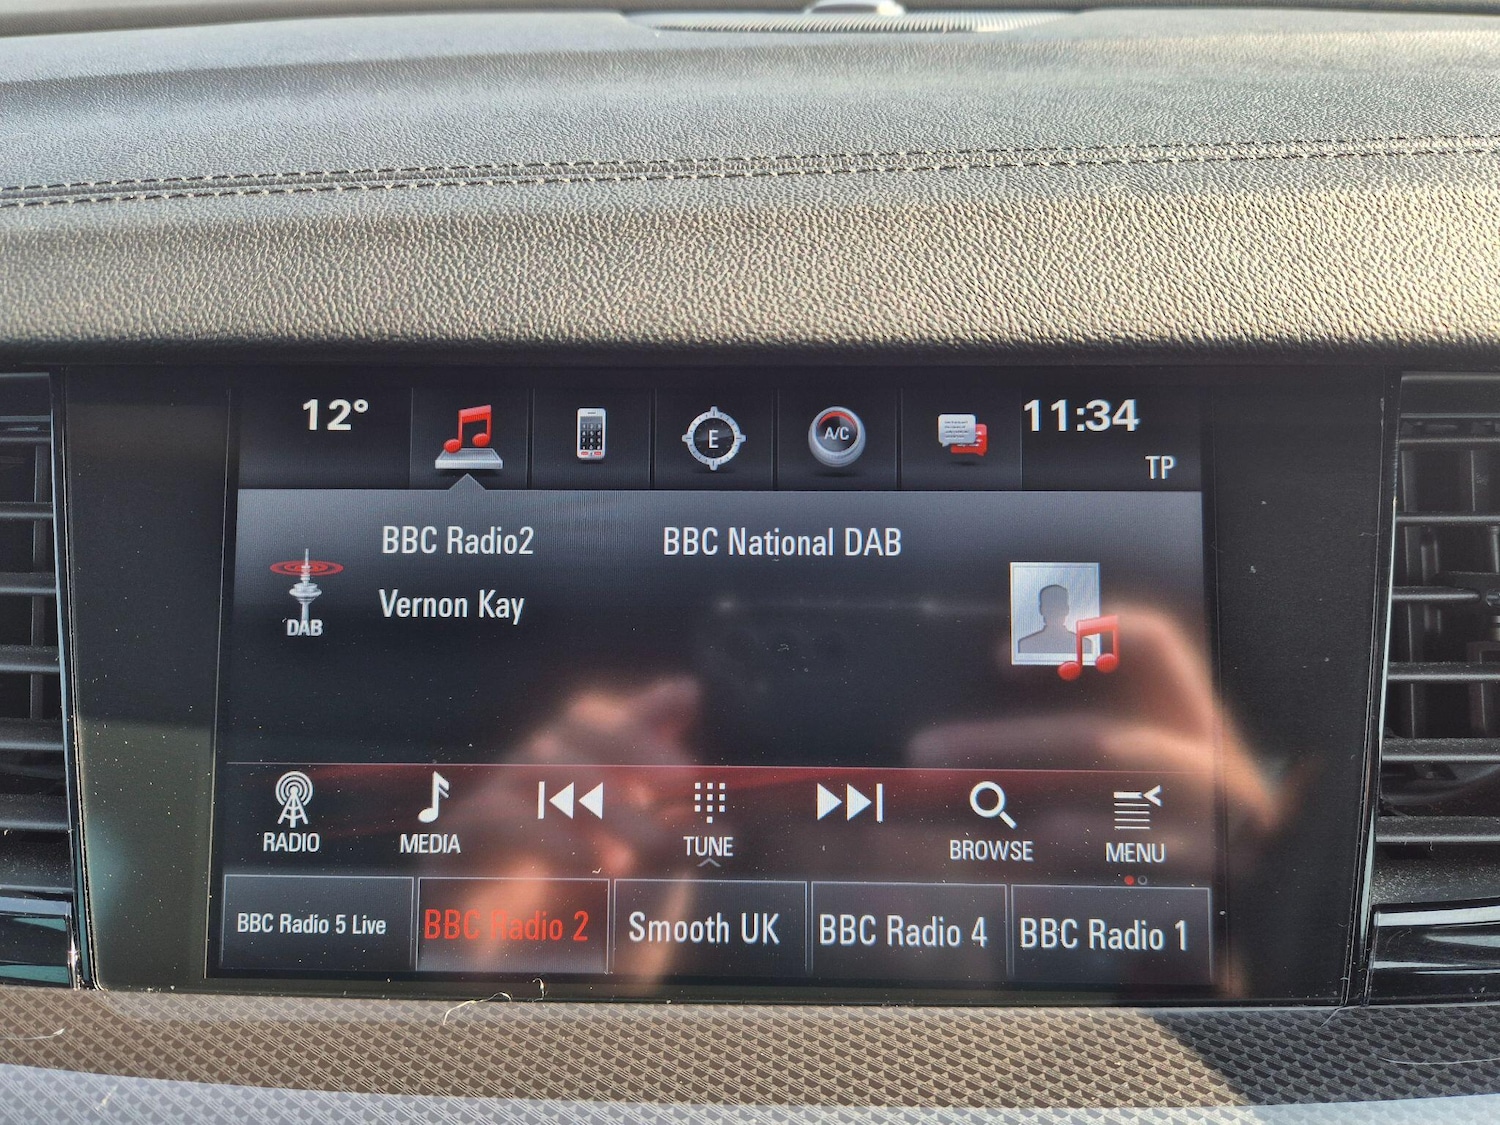 12° 11:34
E
A/C
TP
BBC Radio2 BBC National DAB
Vernon Kay
DAB
RADIO MEDIA TUNE BROWSE MENU
BBC Radio 5 Live BBC Radio 2 Smooth UK BBC Radio 4 BBC Radio 1